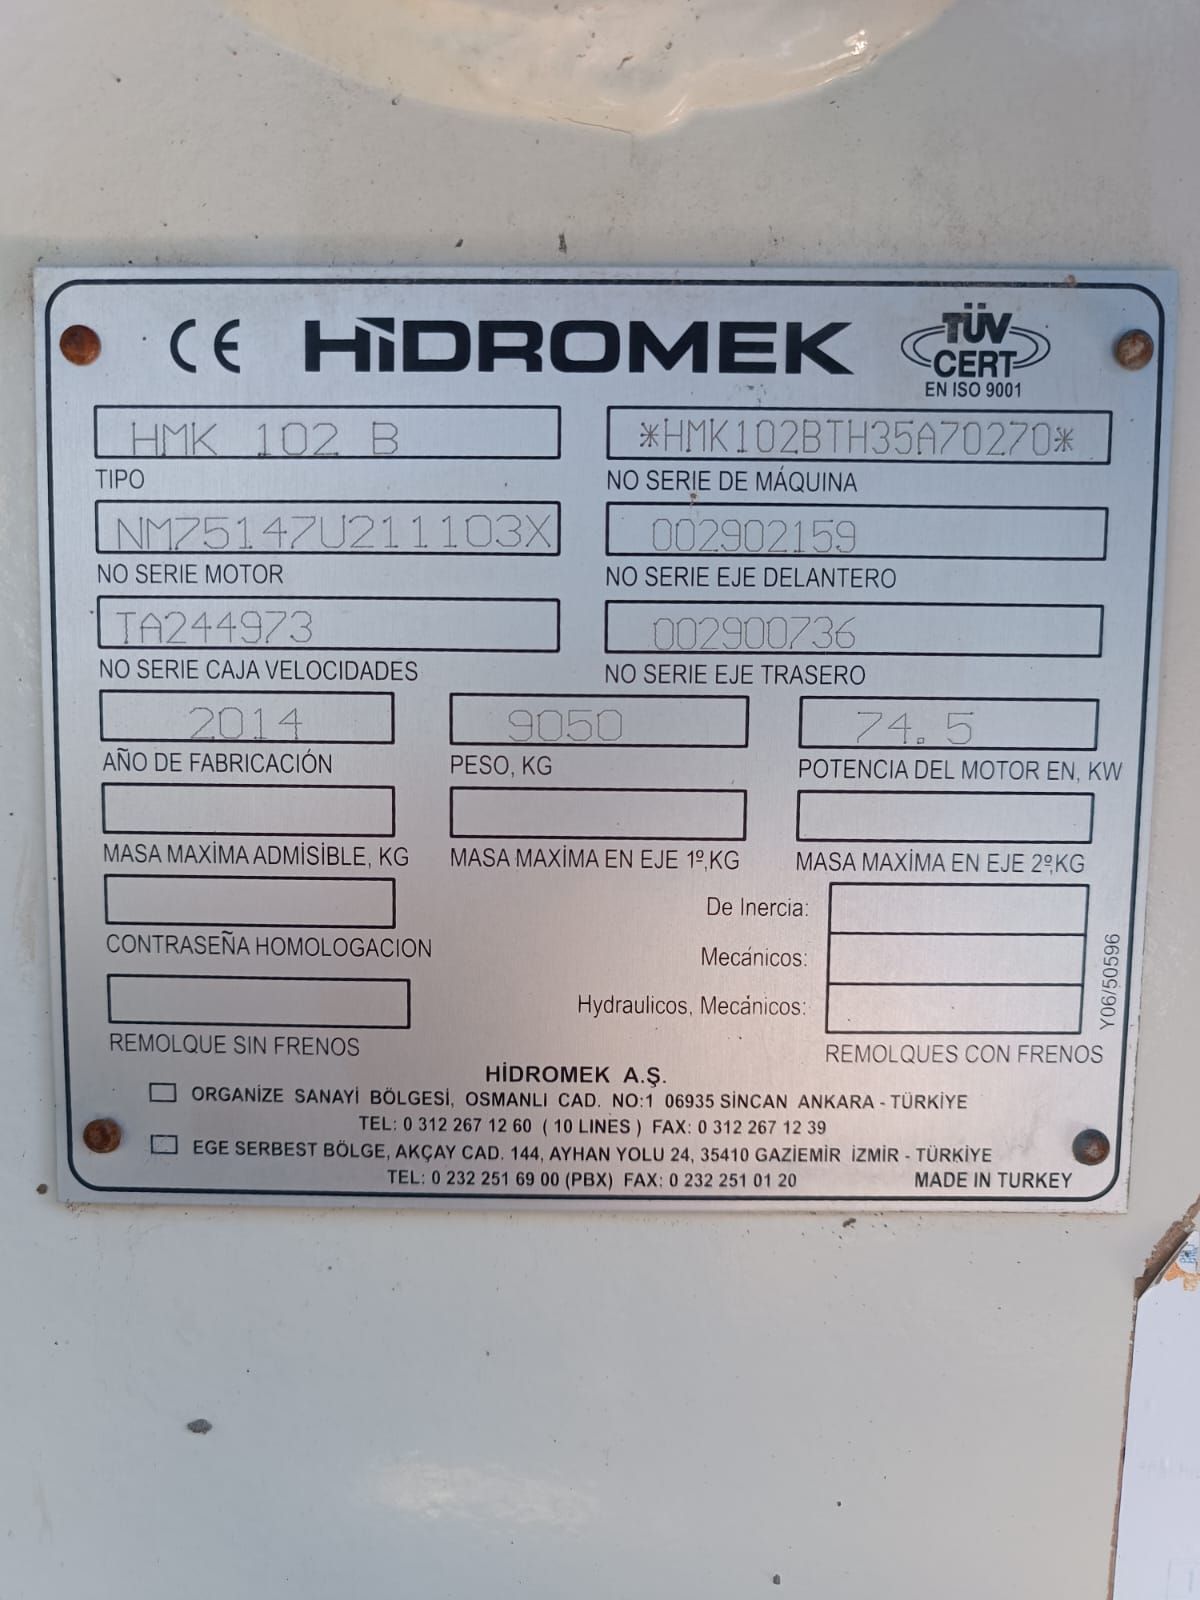 CE HİDROMEK TÜV CERT
EN ISO 9001
HMK 102 B *HMK102BTH35A70270*
TIPO NO SERIE DE MÁQUINA
NM75147U211103X 002902159
NO SERIE MOTOR NO SERIE EJE DELANTERO
TA244973 002900736
NO SERIE CAJA VELOCIDADES NO SERIE EJE TRASERO
2014 9050 74.5
AÑO DE FABRICACIÓN PESO, KG POTENCIA DEL MOTOR EN, KW
MASA MAXİMA ADMİSİBLE, KG MASA MAXİMA EN EJE 1º,KG MASA MAXİMA EN EJE 2º,KG
De Inercia:
CONTRASEÑA HOMOLOGACION
Mecánicos:
Hydraulicos, Mecánicos:
Y06/50596
REMOLQUE SIN FRENOS REMOLQUES CON FRENOS
HİDROMEK A.Ş.
ORGANİZE SANAYİ BÖLGESİ, OSMANLI CAD. NO:1 06935 SİNCAN ANKARA - TÜRKİYE
TEL: 0 312 267 12 60 ( 10 LINES ) FAX: 0 312 267 12 39
EGE SERBEST BÖLGE, AKÇAY CAD. 144, AYHAN YOLU 24, 35410 GAZİEMİR İZMİR - TÜRKİYE
TEL: 0 232 251 69 00 (PBX) FAX: 0 232 251 01 20 MADE IN TURKEY